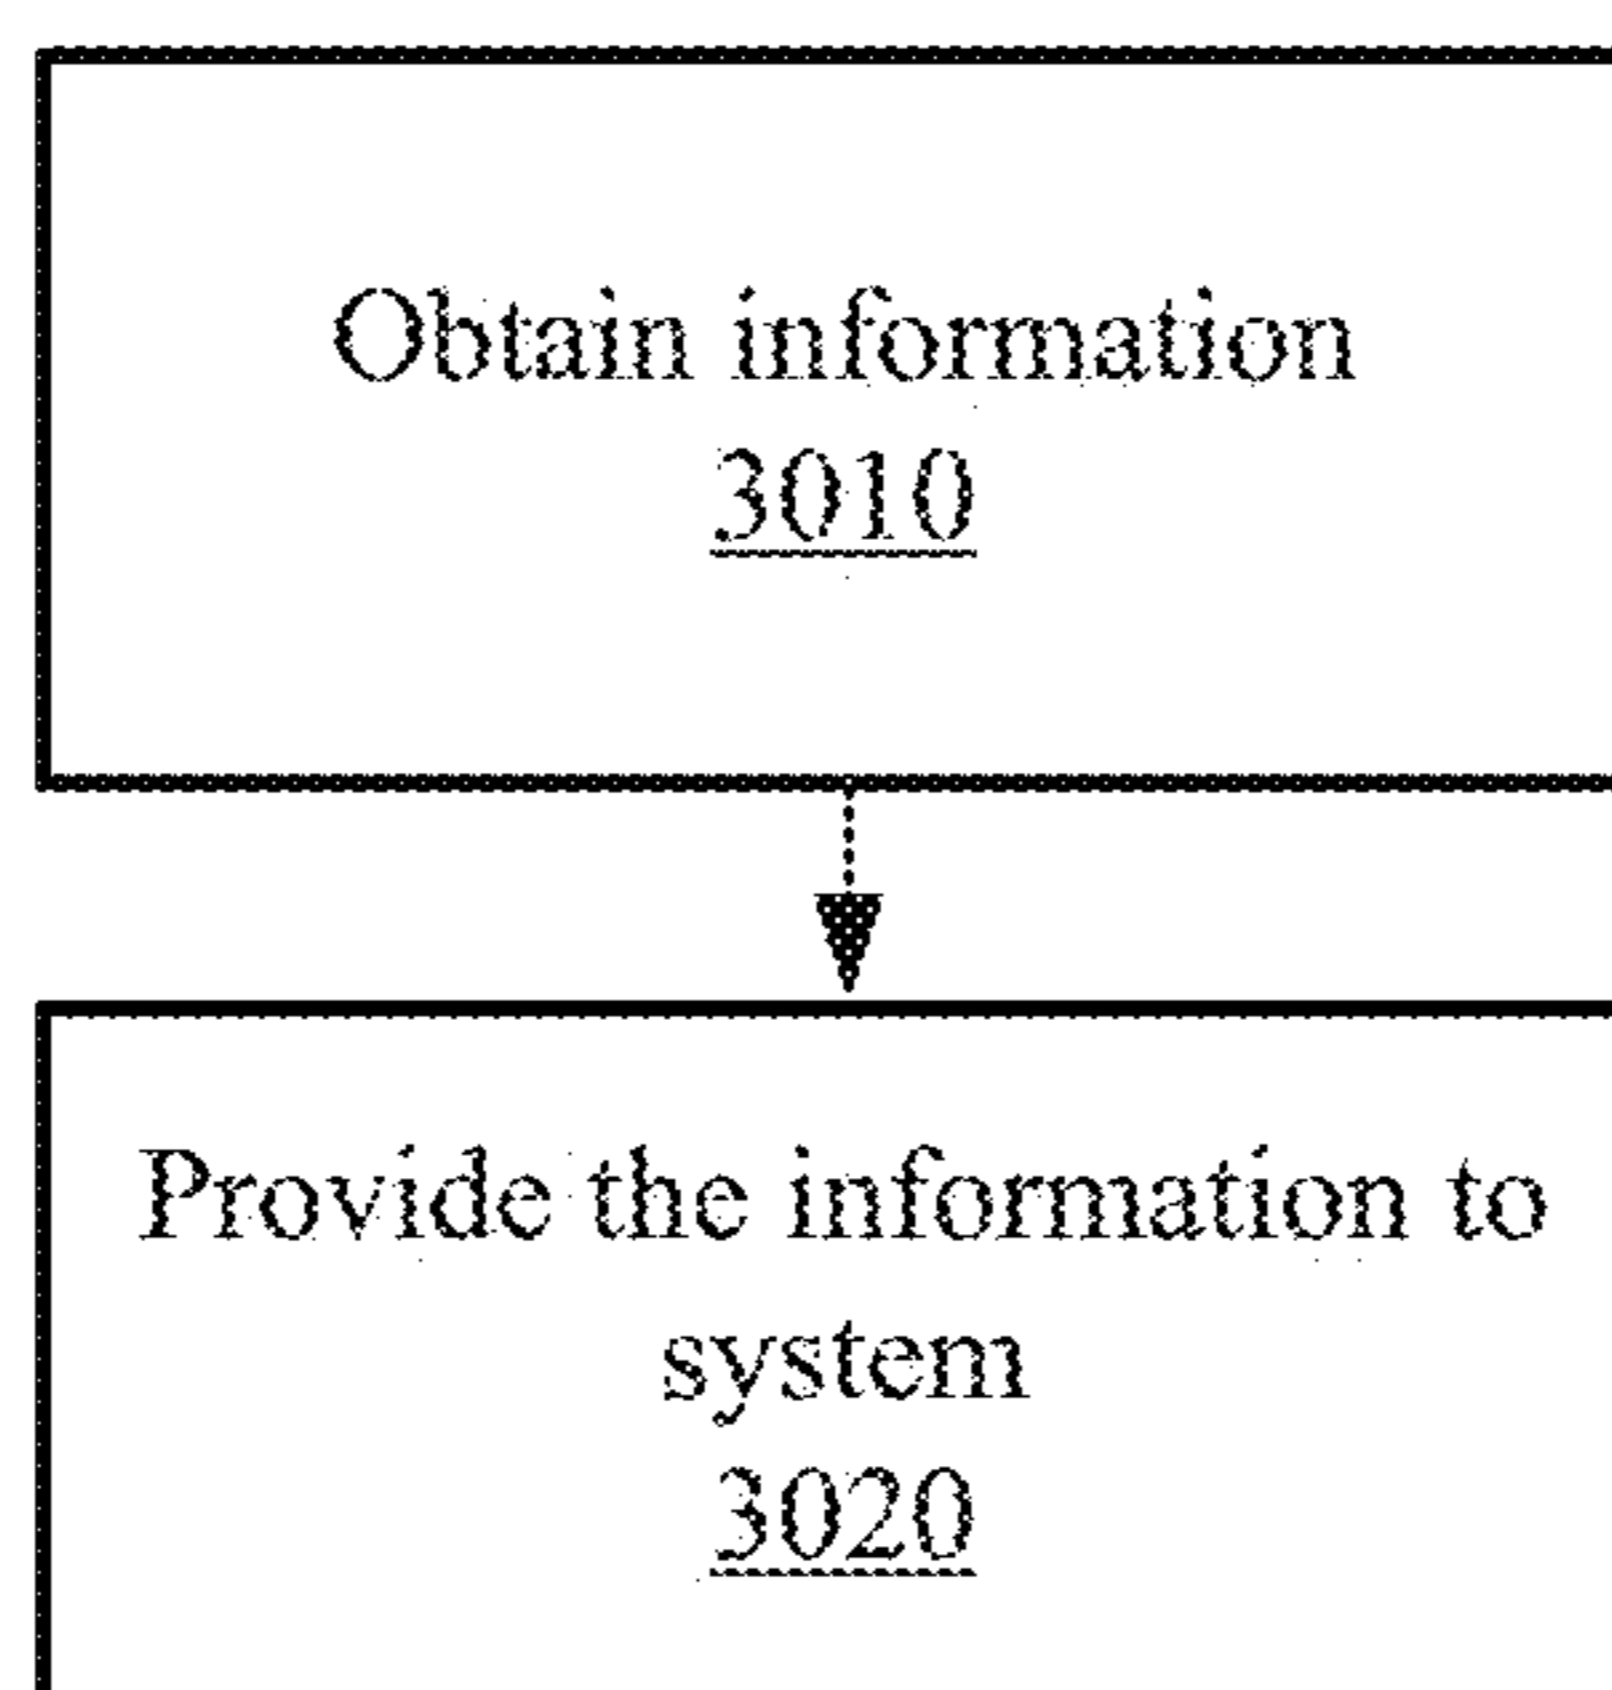 Obtain information
3010
Provide the information to
system
3020